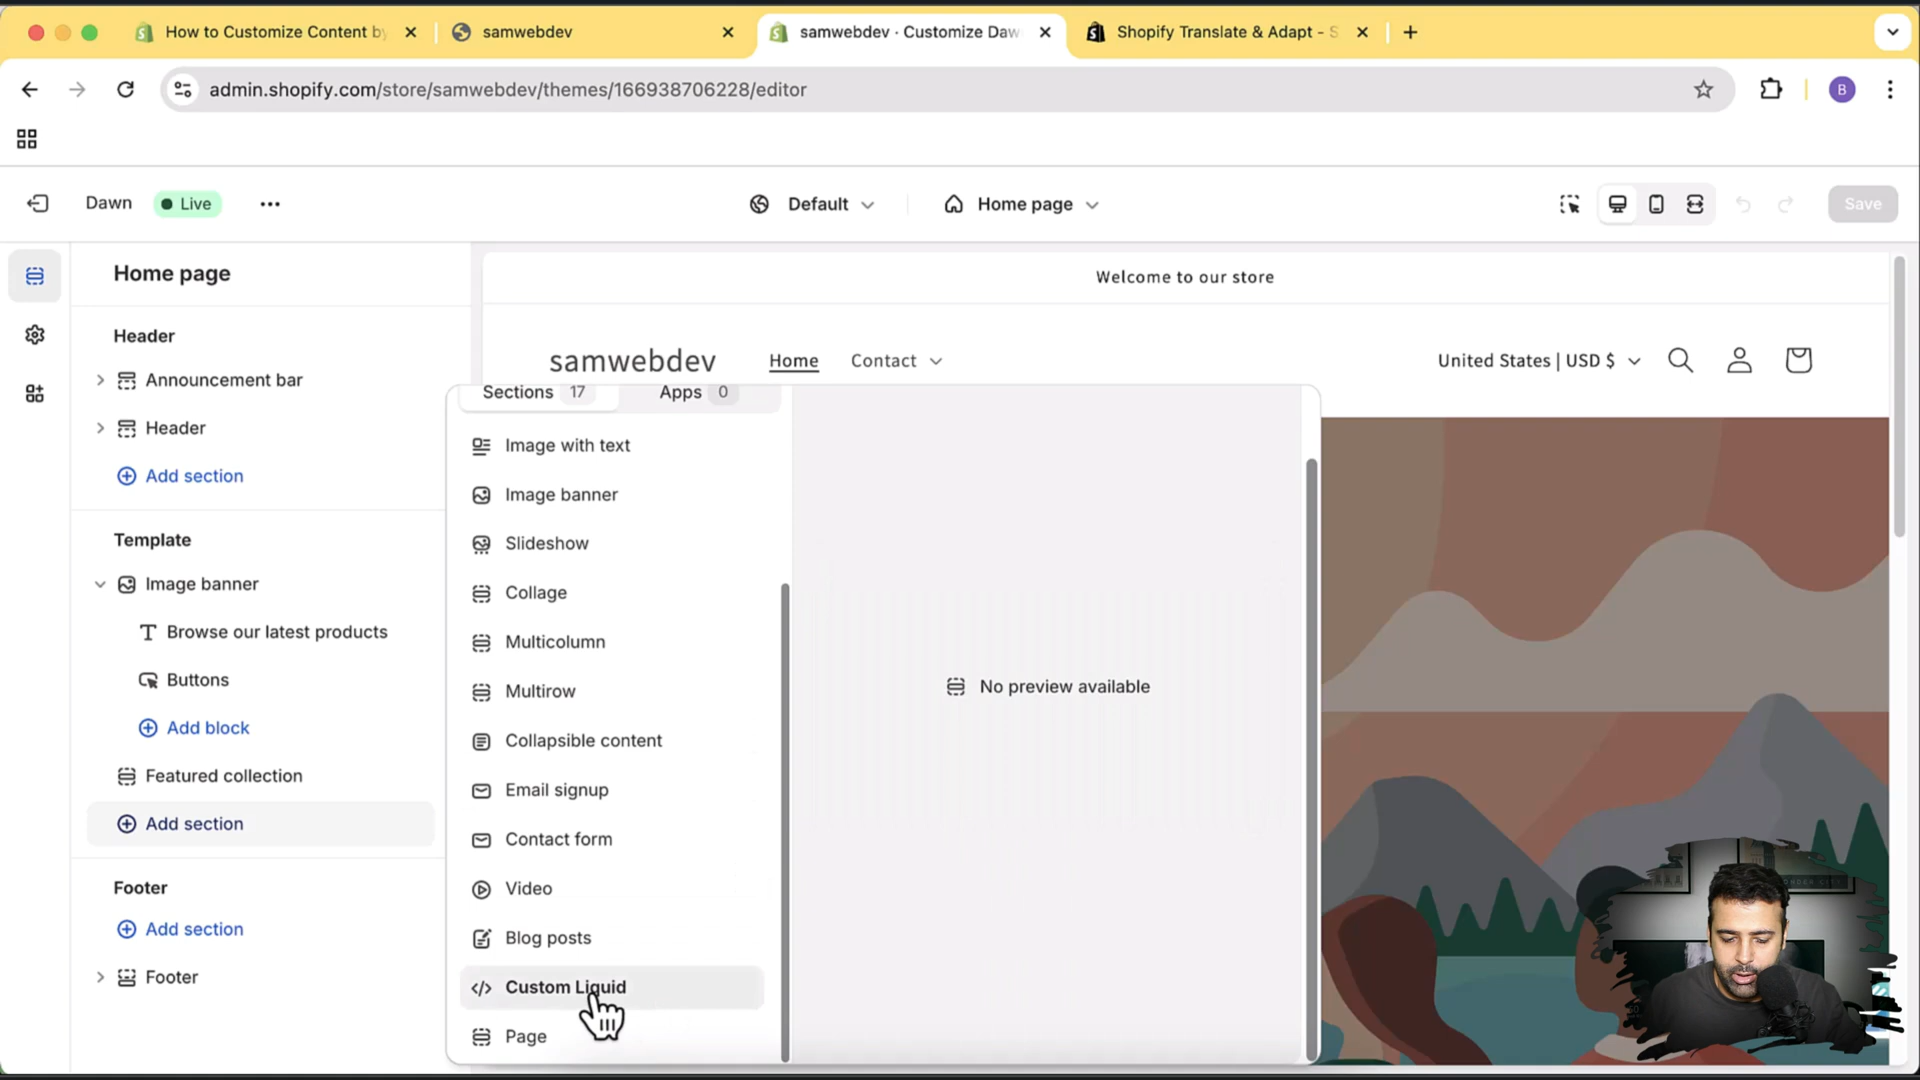 How to Customize Content by
samwebdev
samwebdev · Customize Daw
Shopify Translate & Adapt - S
admin.shopify.com/store/samwebdev/themes/166938706228/editor
B
Dawn
Live
Default
Home page
Save
Home page
Header
Announcement bar
Header
Add section
Template
Image banner
Browse our latest products
Buttons
Add block
Featured collection
Add section
Footer
Add section
Footer
Sections 17
Apps 0
Image with text
Image banner
Slideshow
Collage
Multicolumn
Multirow
Collapsible content
Email signup
Contact form
Video
Blog posts
Custom Liquid
Page
No preview available
Welcome to our store
samwebdev
Home
Contact
United States | USD $